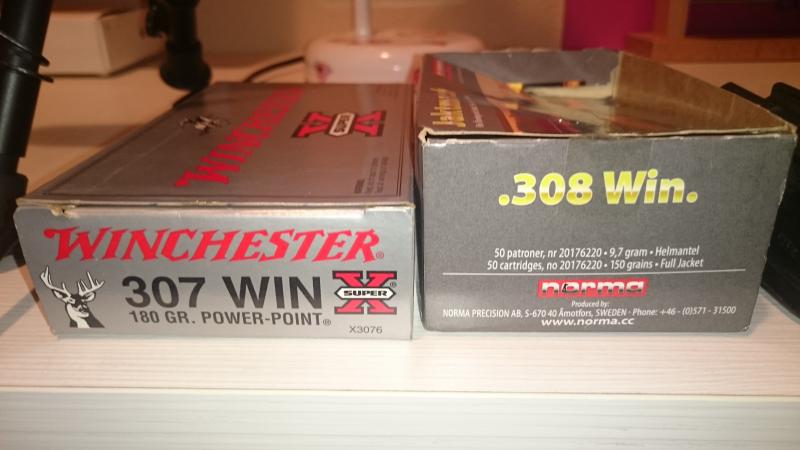 WINCHESTER
X
SUPER
WINCHESTER®
307 WIN
X®
SUPER
180 GR. POWER-POINT®
X3076
.308 Win.
50 patroner, nr 20176220 • 9,7 gram • Helmantel
50 cartridges, no 20176220 • 150 grains • Full Jacket
norma
Produced by:
NORMA PRECISION AB, S-670 40 Åmotfors, SWEDEN · Phone: +46 - (0)571 - 31500
www.norma.cc